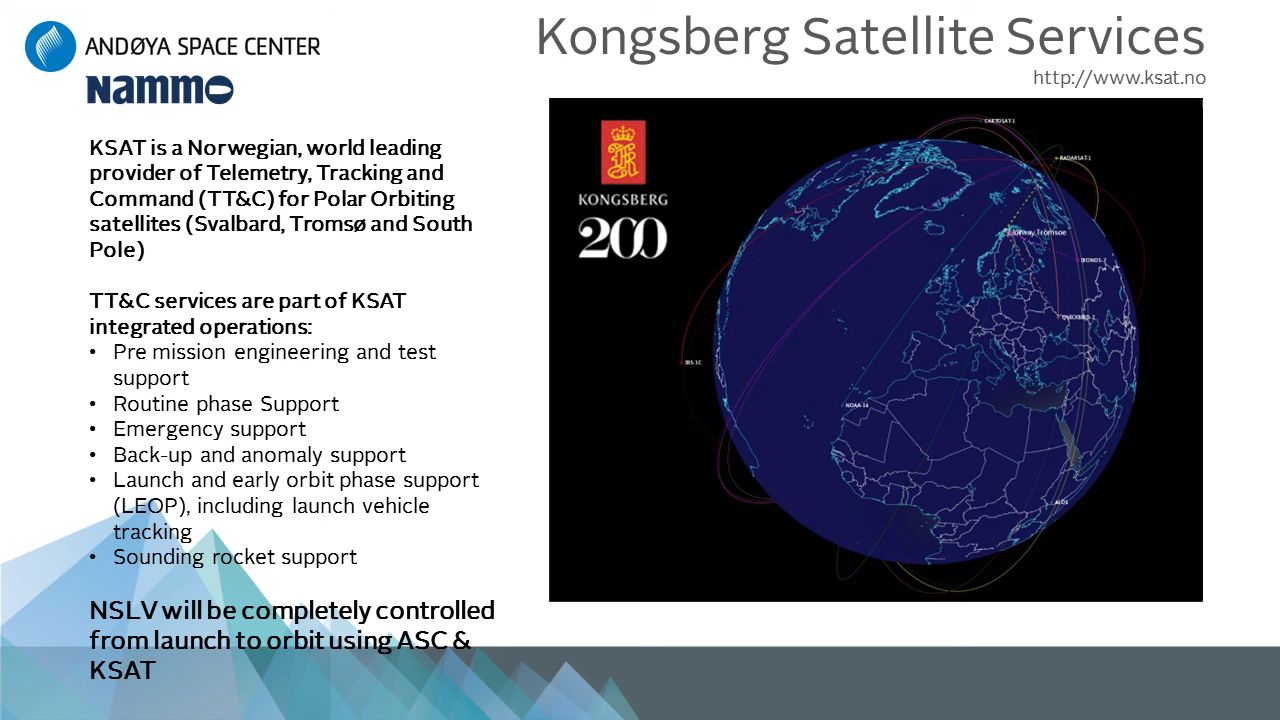 ANDØYA SPACE CENTER
Nammo
Kongsberg Satellite Services
http://www.ksat.no
KSAT is a Norwegian, world leading
provider of Telemetry, Tracking and
Command (TT&C) for Polar Orbiting
satellites (Svalbard, Tromsø and South
Pole)
TT&C services are part of KSAT
integrated operations:
• Pre mission engineering and test
support
• Routine phase Support
• Emergency support
• Back-up and anomaly support
• Launch and early orbit phase support
(LEOP), including launch vehicle
tracking
• Sounding rocket support
NSLV will be completely controlled
from launch to orbit using ASC &
KSAT
KONGSBERG
200
CARTOSAT-1
RADARSAT-1
Norway Tromsoe
IKONOS-2
QUICKBIRD-2
IRS-1C
NOAA-16
ALOS